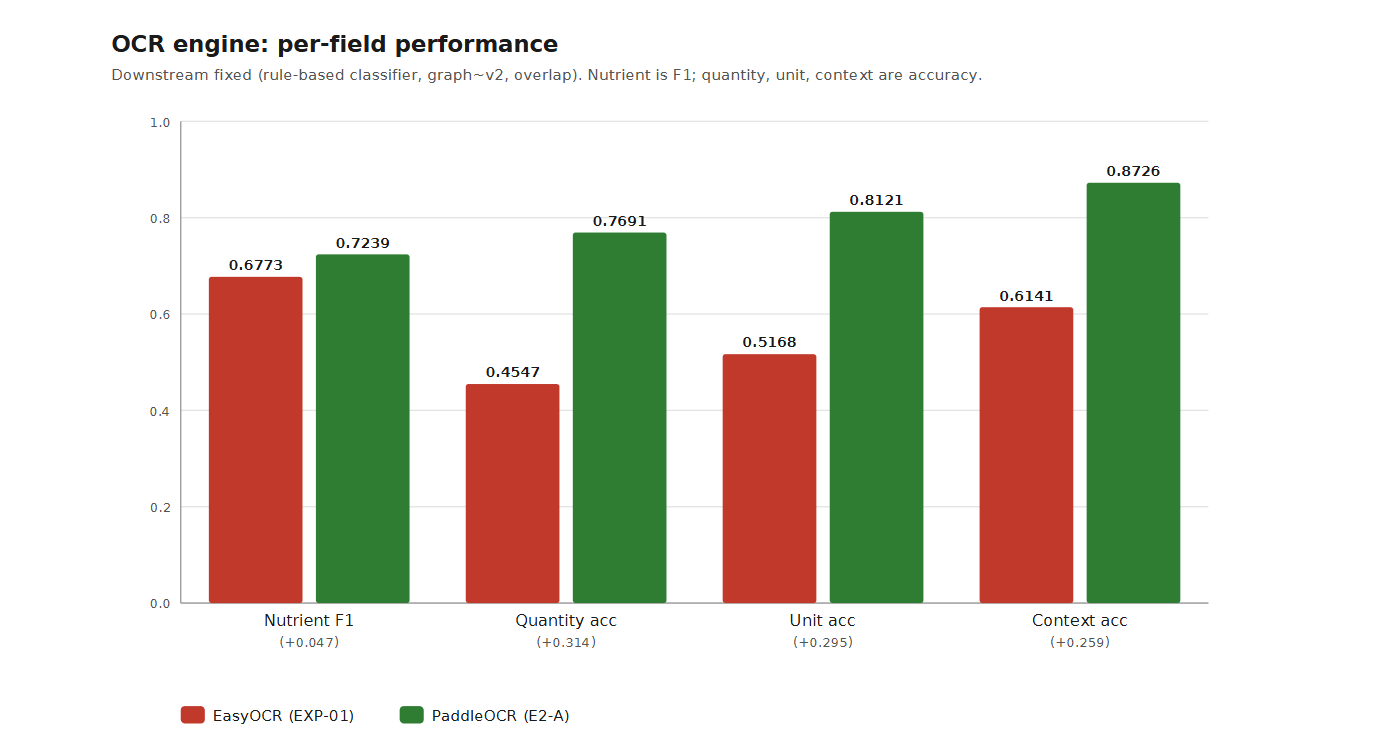 OCR engine: per-field performance
Downstream fixed (rule-based classifier, graph~v2, overlap). Nutrient is F1; quantity, unit, context are accuracy.
1.0
0.8
0.6
0.4
0.2
0.0
0.6773
0.7239
0.4547
0.7691
0.5168
0.8121
0.6141
0.8726
Nutrient F1
(+0.047)
Quantity acc
(+0.314)
Unit acc
(+0.295)
Context acc
(+0.259)
EasyOCR (EXP-01)
PaddleOCR (E2-A)